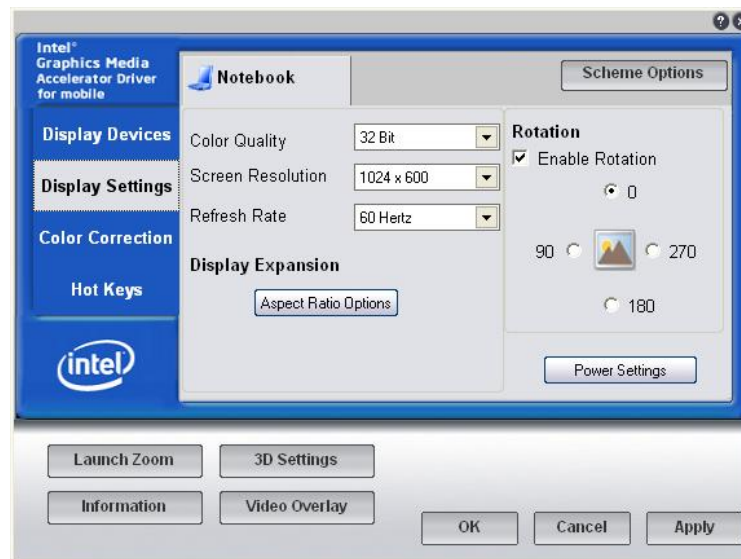 Intel®
Graphics Media
Accelerator Driver
for mobile
Display Devices
Display Settings
Color Correction
Hot Keys
intel
Notebook
Scheme Options
Color Quality
32 Bit
Screen Resolution
1024 x 600
Refresh Rate
60 Hertz
Display Expansion
Aspect Ratio Options
Rotation
Enable Rotation
0
90
270
180
Power Settings
Launch Zoom
3D Settings
Information
Video Overlay
OK
Cancel
Apply